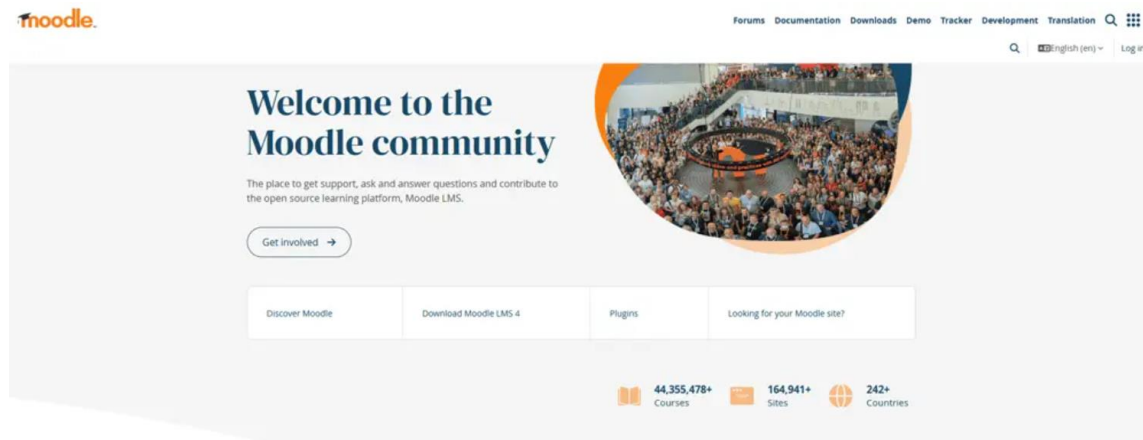 moodle
Forums Documentation Downloads Demo Tracker Development Translation
English (en)
Log in
Welcome to the
Moodle community
The place to get support, ask and answer questions and contribute to
the open source learning platform, Moodle LMS.
Get involved
Discover Moodle
Download Moodle LMS 4
Plugins
Looking for your Moodle site?
44,355,478+
Courses
164,941+
Sites
242+
Countries